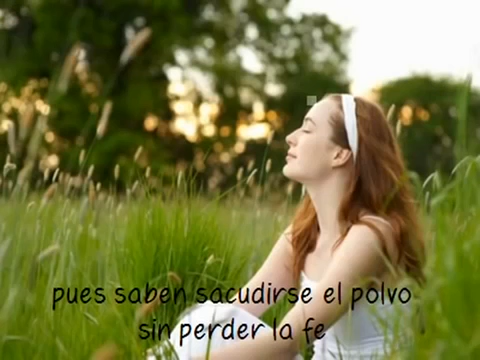 pues saben sacudirse el polvo
sin perder la fe